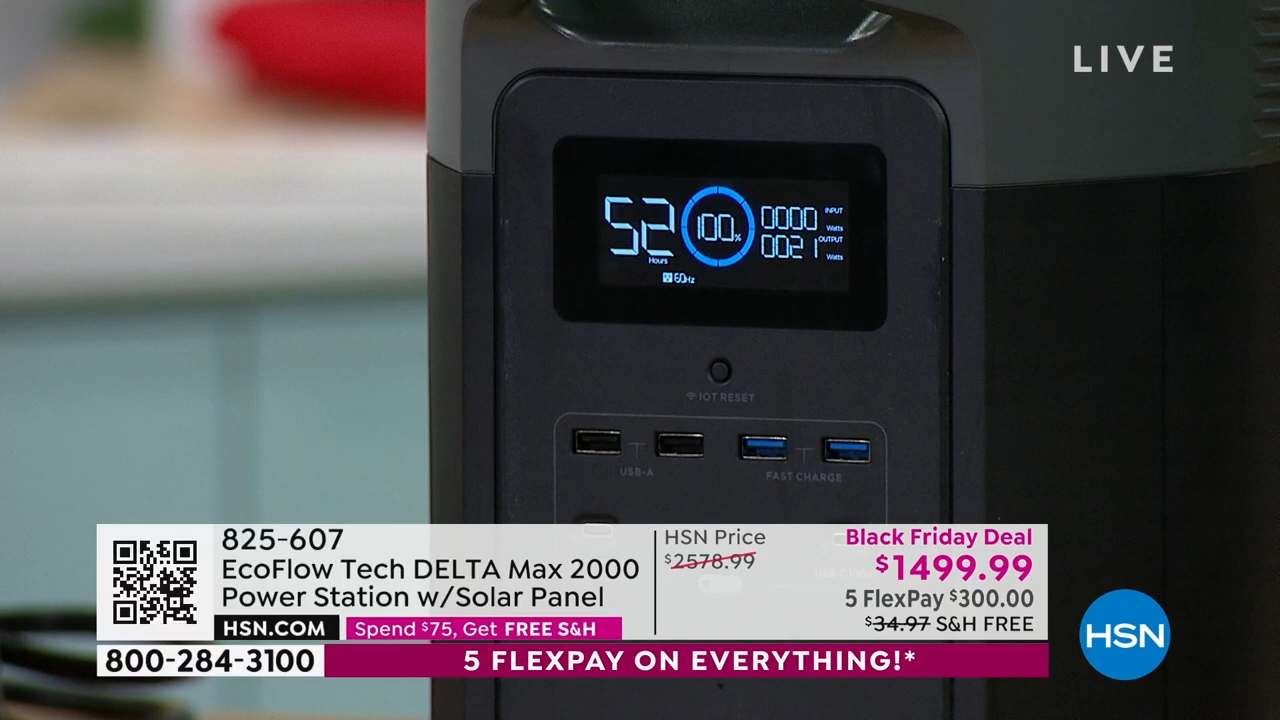 LIVE
52
Hours
100%
0000
INPUT
Watts
0021
OUTPUT
Watts
60Hz
IOT RESET
USB-A
FAST CHARGE
825-607
EcoFlow Tech DELTA Max 2000
Power Station w/Solar Panel
HSN.COM
Spend $75, Get FREE S&H
HSN Price
$2578.99
Black Friday Deal
$1499.99
5 FlexPay $300.00
$34.97 S&H FREE
800-284-3100
5 FLEXPAY ON EVERYTHING!*
HSN